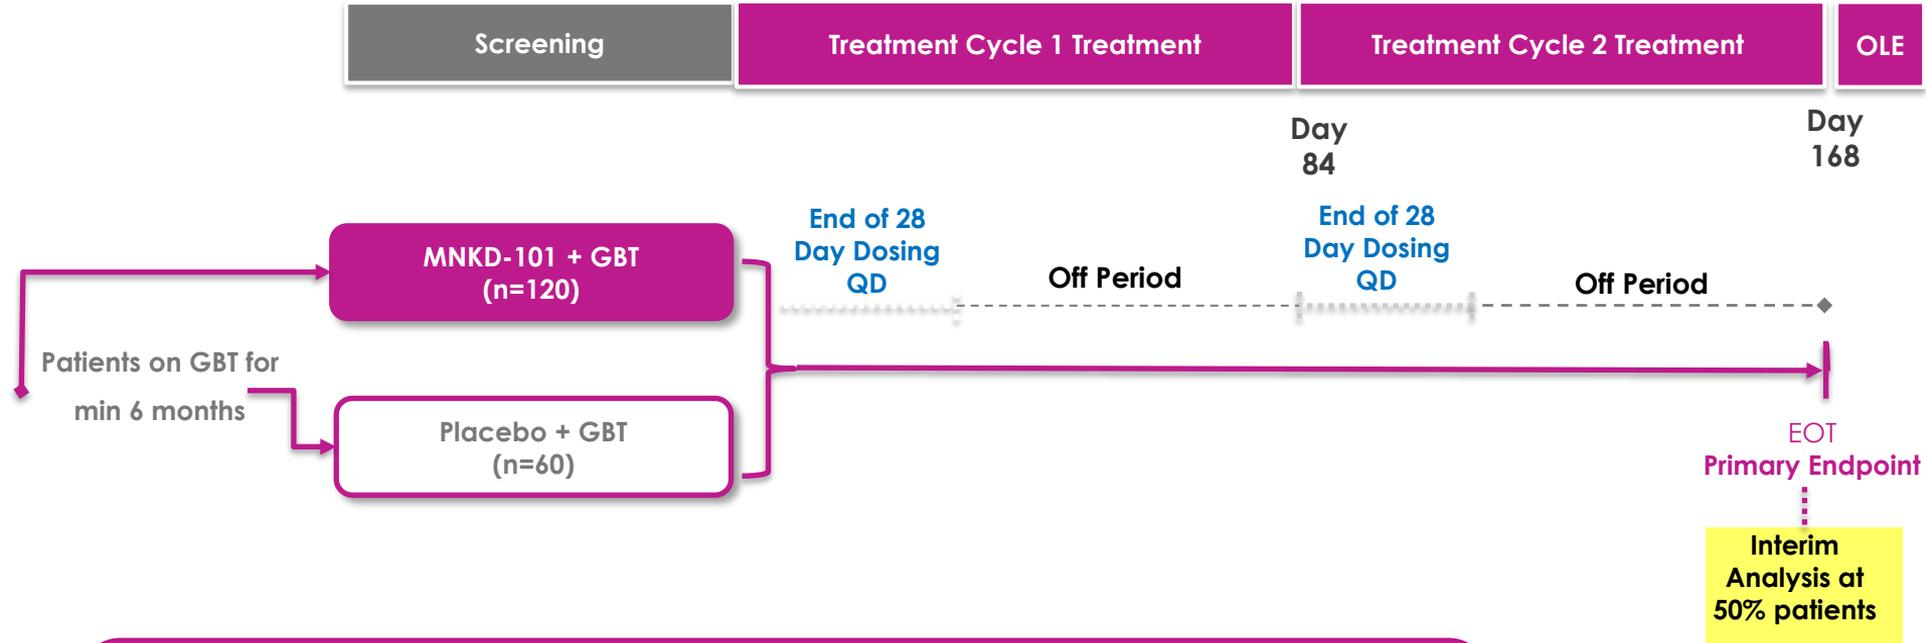 Screening
Treatment Cycle 1 Treatment
Treatment Cycle 2 Treatment
OLE
Day
84
Day
168
End of 28
Day Dosing
QD
Off Period
End of 28
Day Dosing
QD
Off Period
MNKD-101 + GBT
(n=120)
Patients on GBT for
min 6 months
Placebo + GBT
(n=60)
EOT
Primary Endpoint
Interim
Analysis at
50% patients